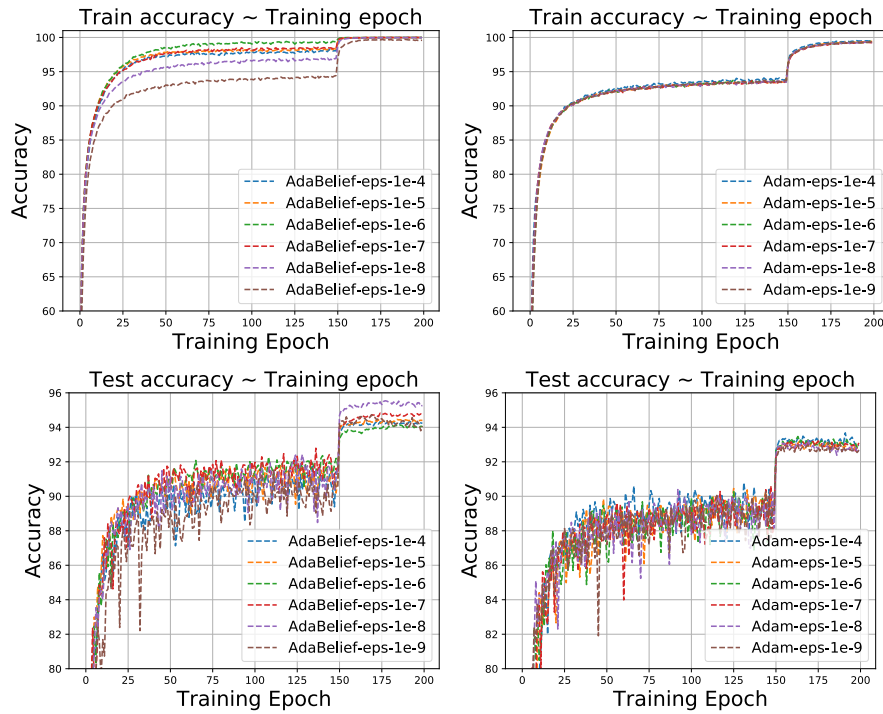 Train accuracy ~ Training epoch
100
95
90
85
80
75
70
65
60
Accuracy
AdaBelief-eps-1e-4
AdaBelief-eps-1e-5
AdaBelief-eps-1e-6
AdaBelief-eps-1e-7
AdaBelief-eps-1e-8
AdaBelief-eps-1e-9
0 25 50 75 100 125 150 175 200
Training Epoch
Train accuracy ~ Training epoch
100
95
90
85
80
75
70
65
60
Accuracy
Adam-eps-1e-4
Adam-eps-1e-5
Adam-eps-1e-6
Adam-eps-1e-7
Adam-eps-1e-8
Adam-eps-1e-9
0 25 50 75 100 125 150 175 200
Training Epoch
Test accuracy ~ Training epoch
96
94
92
90
88
86
84
82
80
Accuracy
AdaBelief-eps-1e-4
AdaBelief-eps-1e-5
AdaBelief-eps-1e-6
AdaBelief-eps-1e-7
AdaBelief-eps-1e-8
AdaBelief-eps-1e-9
0 25 50 75 100 125 150 175 200
Training Epoch
Test accuracy ~ Training epoch
96
94
92
90
88
86
84
82
80
Accuracy
Adam-eps-1e-4
Adam-eps-1e-5
Adam-eps-1e-6
Adam-eps-1e-7
Adam-eps-1e-8
Adam-eps-1e-9
0 25 50 75 100 125 150 175 200
Training Epoch